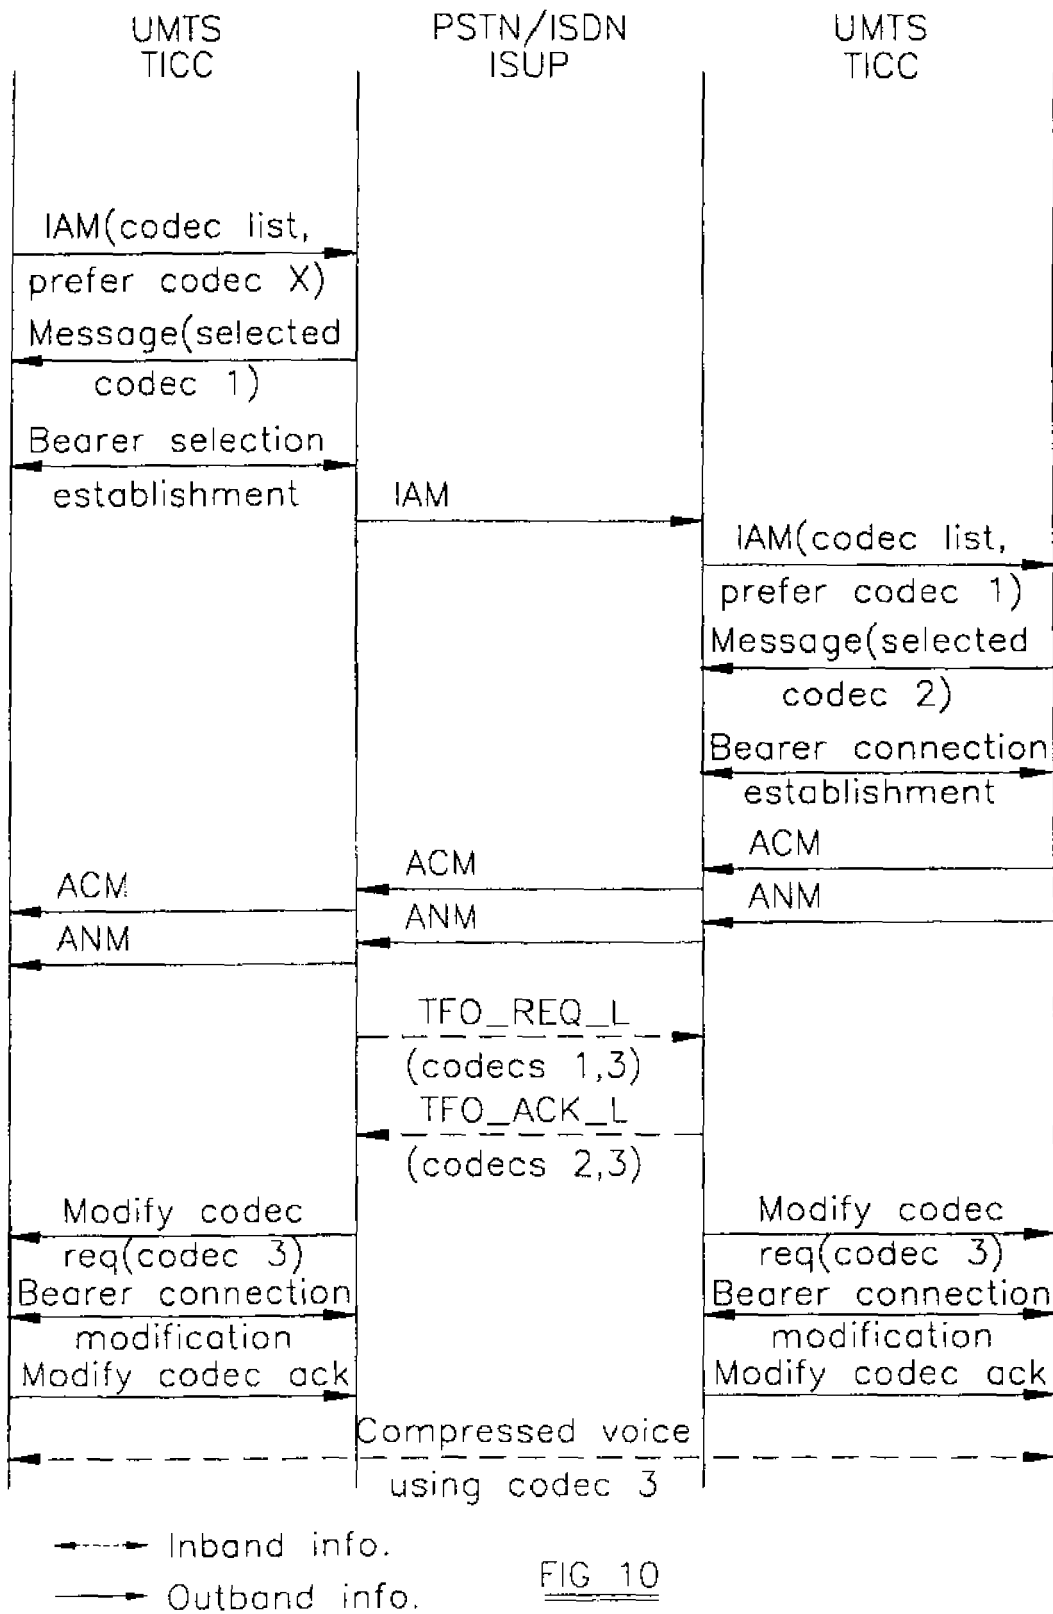 UMTS
TICC
PSTN/ISDN
ISUP
UMTS
TICC
IAM(codec list,
prefer codec X)
Message(selected
codec 1)
Bearer selection
establishment
IAM
IAM(codec list,
prefer codec 1)
Message(selected
codec 2)
Bearer connection
establishment
ACM
ACM
ACM
ANM
ANM
ANM
TFO_REQ_L
(codecs 1,3)
TFO_ACK_L
(codecs 2,3)
Modify codec
req(codec 3)
Bearer connection
modification
Modify codec ack
Modify codec
req(codec 3)
Bearer connection
modification
Modify codec ack
Compressed voice
using codec 3
Inband info.
Outband info.
FIG 10